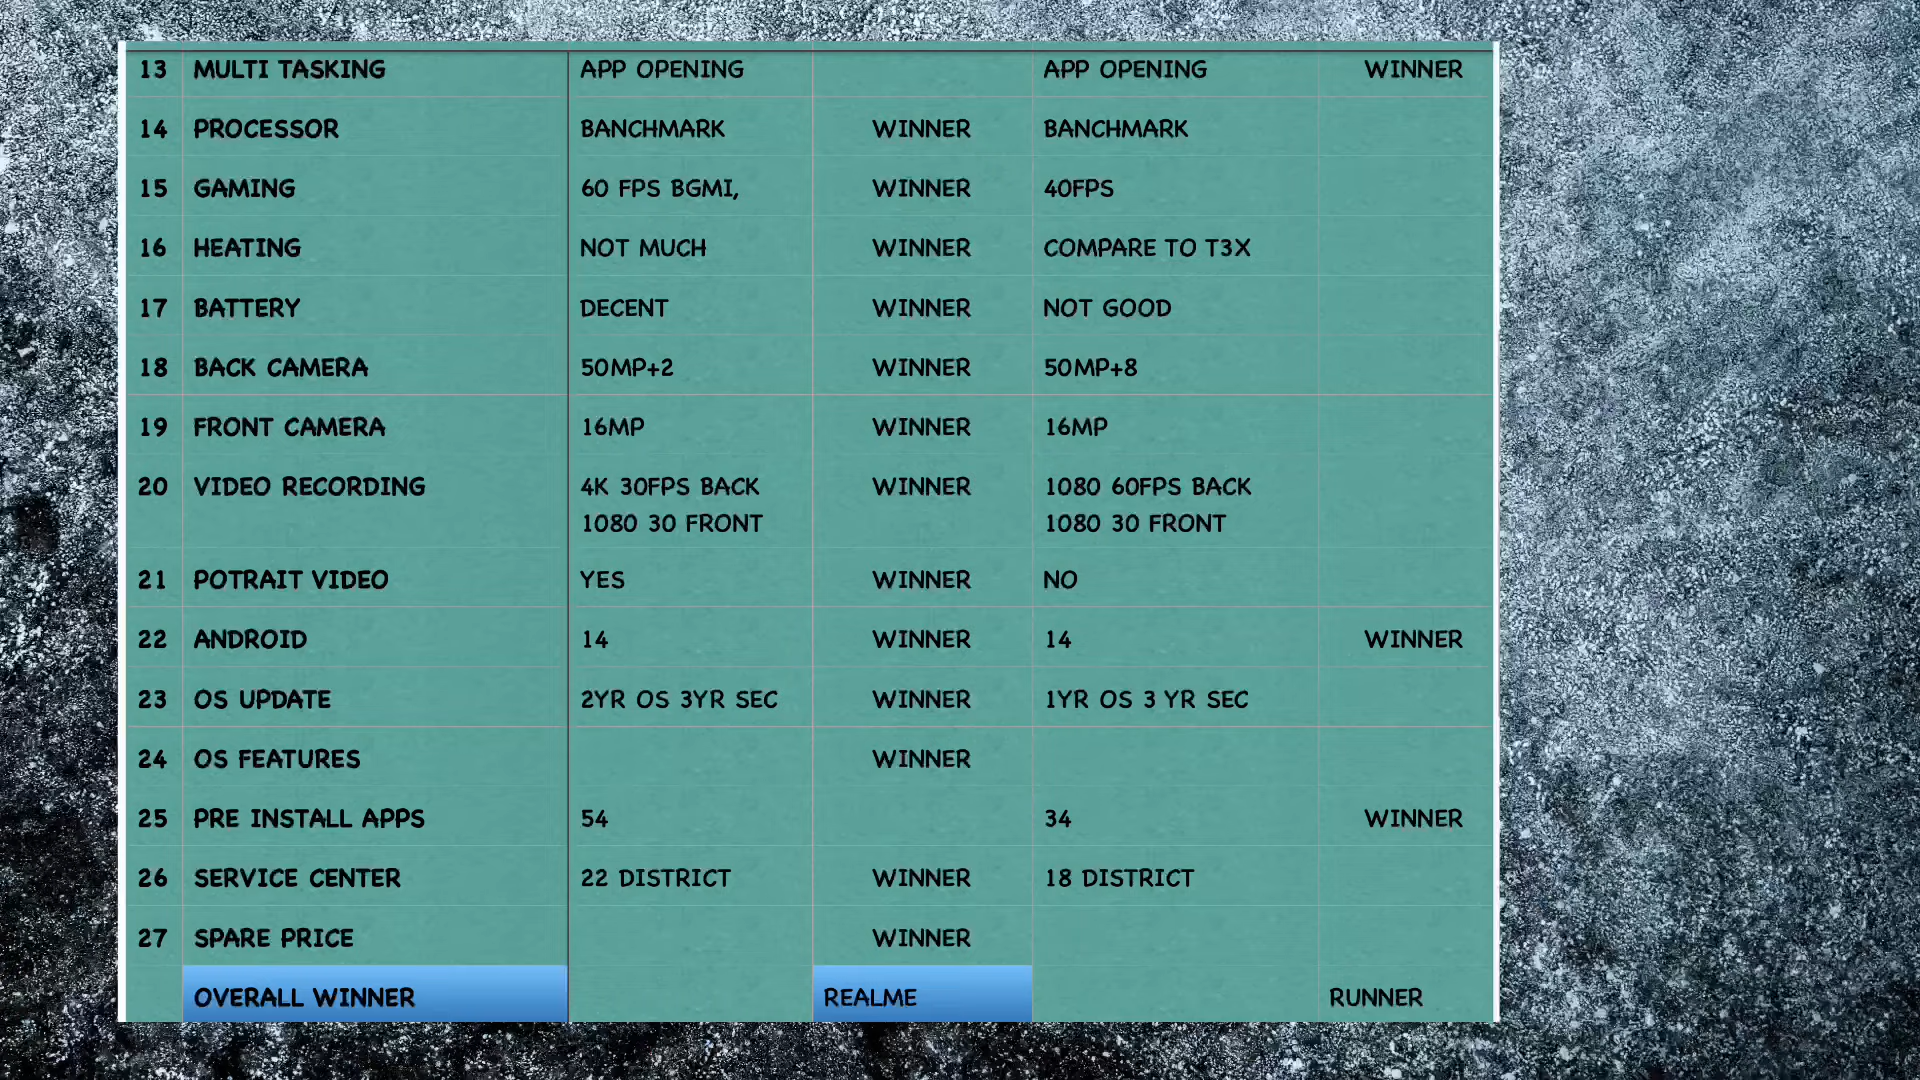 13 MULTI TASKING APP OPENING APP OPENING WINNER
14 PROCESSOR BANCHMARK WINNER BANCHMARK
15 GAMING 60 FPS BGMI, WINNER 40FPS
16 HEATING NOT MUCH WINNER COMPARE TO T3X
17 BATTERY DECENT WINNER NOT GOOD
18 BACK CAMERA 50MP+2 WINNER 50MP+8
19 FRONT CAMERA 16MP WINNER 16MP
20 VIDEO RECORDING 4K 30FPS BACK WINNER 1080 60FPS BACK
1080 30 FRONT 1080 30 FRONT
21 POTRAIT VIDEO YES WINNER NO
22 ANDROID 14 WINNER 14 WINNER
23 OS UPDATE 2YR OS 3YR SEC WINNER 1YR OS 3 YR SEC
24 OS FEATURES WINNER
25 PRE INSTALL APPS 54 34 WINNER
26 SERVICE CENTER 22 DISTRICT WINNER 18 DISTRICT
27 SPARE PRICE WINNER
OVERALL WINNER REALME RUNNER